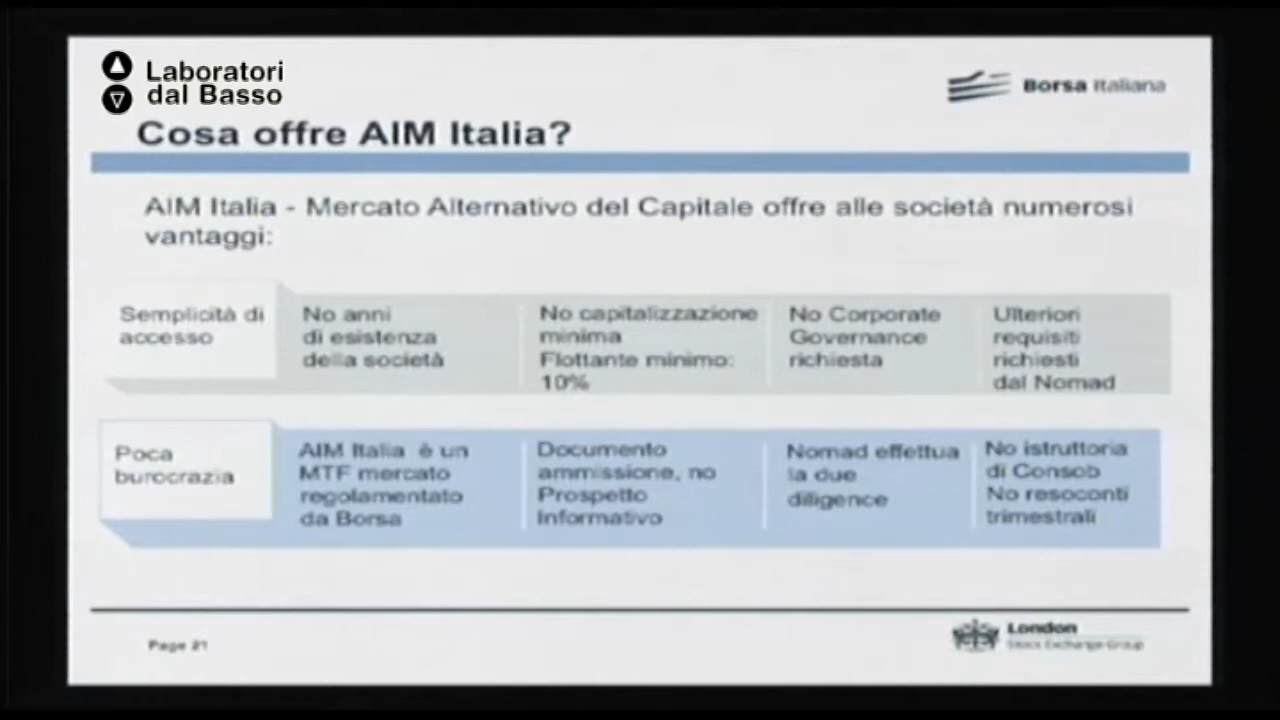 Laboratori
dal Basso
Borsa Italiana
Cosa offre AIM Italia?
AIM Italia - Mercato Alternativo del Capitale offre alle società numerosi
vantaggi:
Semplicità di
accesso
No anni
di esistenza
della società
No capitalizzazione
minima
Flottante minimo:
10%
No Corporate
Governance
richiesta
Ulteriori
requisiti
richiesti
dal Nomad
Poca
burocrazia
AIM Italia è un
MTF mercato
regolamentato
da Borsa
Documento
ammissione, no
Prospetto
Informativo
Nomad effettua
la due
diligence
No istruttoria
di Consob
No resoconti
trimestrali
Page 21
London
Stock Exchange Group